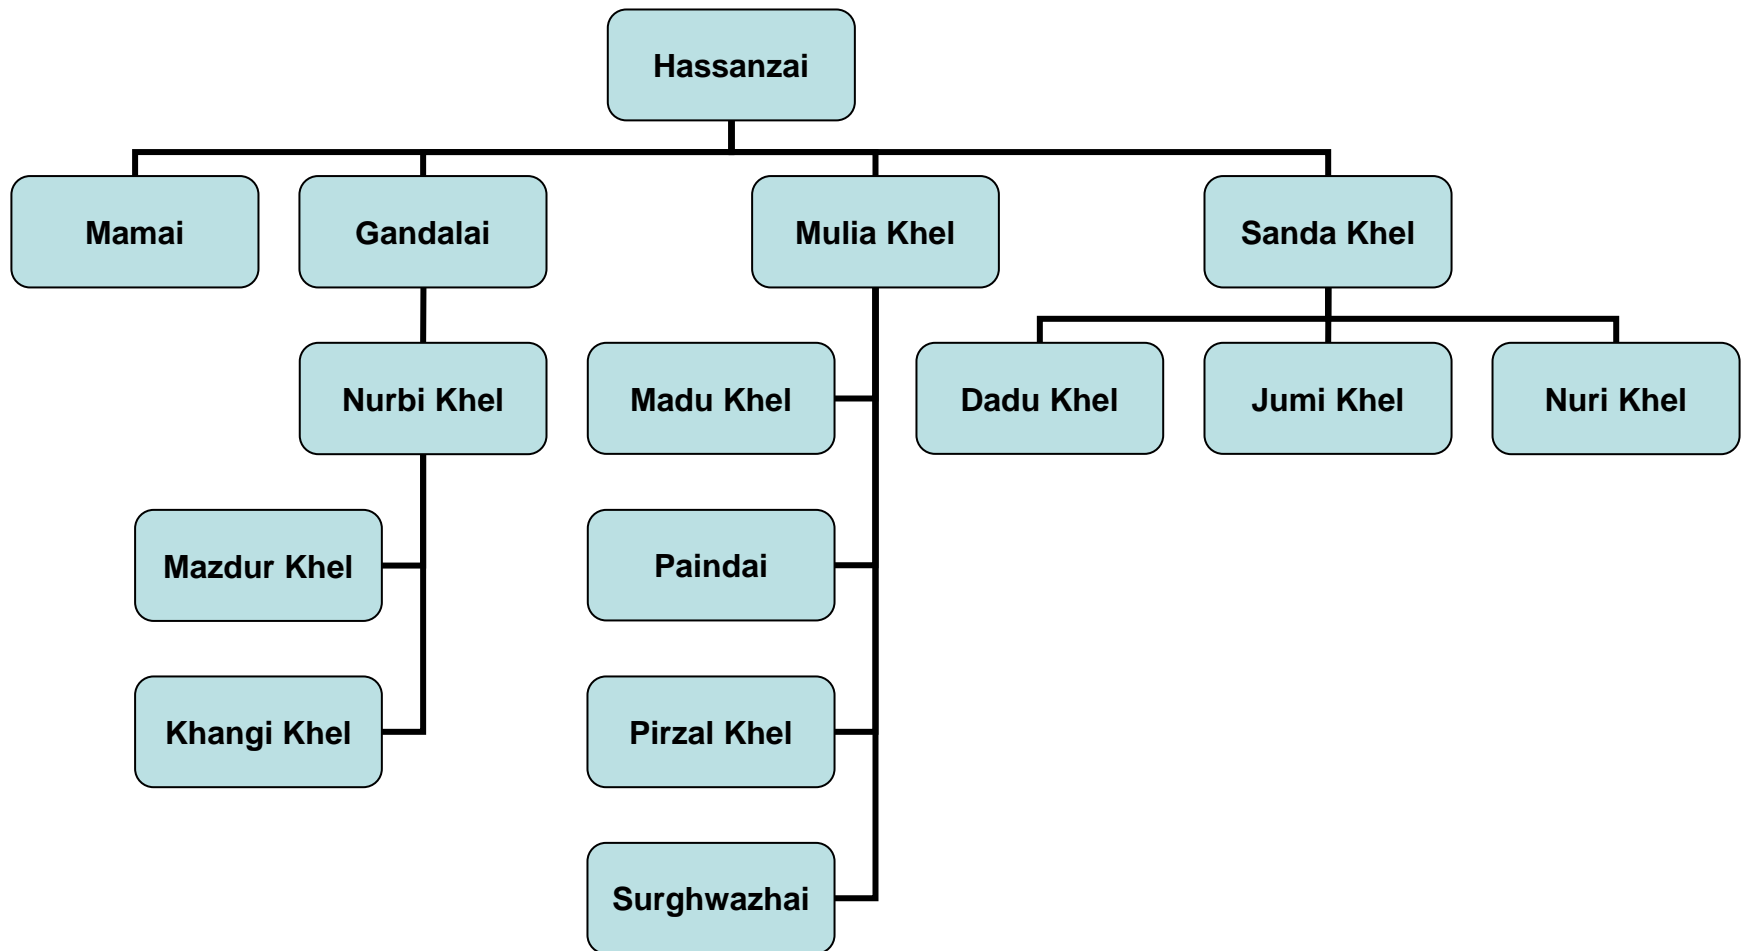 Hassanzai
Mamai
Gandalai
Mulia Khel
Sanda Khel
Nurbi Khel
Madu Khel
Dadu Khel
Jumi Khel
Nuri Khel
Mazdur Khel
Paindai
Khangi Khel
Pirzal Khel
Surghwazhai